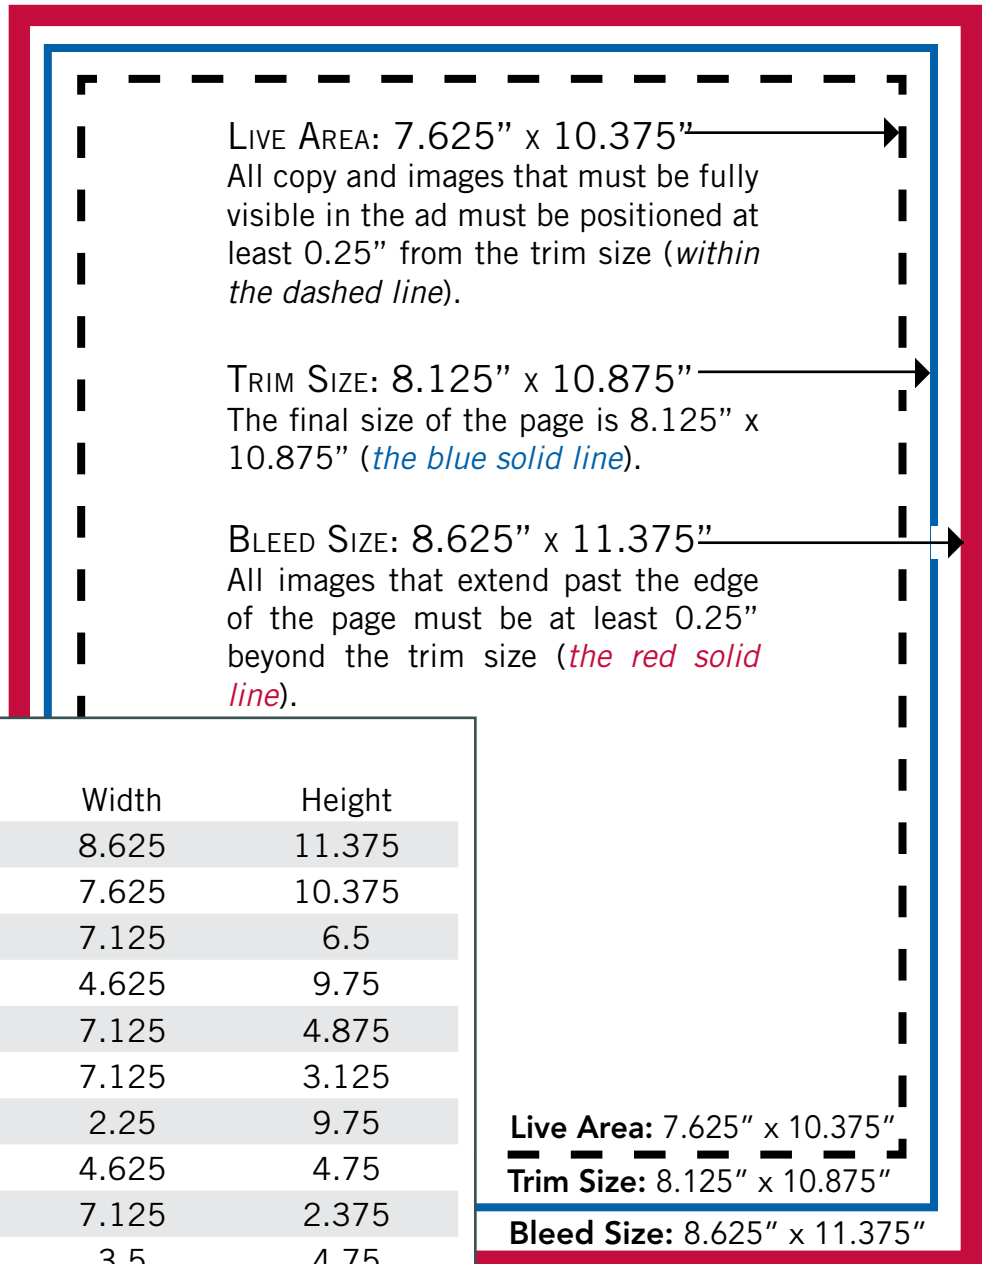 LIVE AREA: 7.625” X 10.375”
All copy and images that must be fully
visible in the ad must be positioned at
least 0.25” from the trim size (within
the dashed line).
TRIM SIZE: 8.125” X 10.875”
The final size of the page is 8.125” x
10.875” (the blue solid line).
BLEED SIZE: 8.625” X 11.375”
All images that extend past the edge
of the page must be at least 0.25”
beyond the trim size (the red solid
line).
Width Height
8.625 11.375
7.625 10.375
7.125 6.5
4.625 9.75
7.125 4.875
7.125 3.125
2.25 9.75
4.625 4.75
7.125 2.375
3.5 4.75
Live Area: 7.625” x 10.375”
Trim Size: 8.125” x 10.875”
Bleed Size: 8.625” x 11.375”